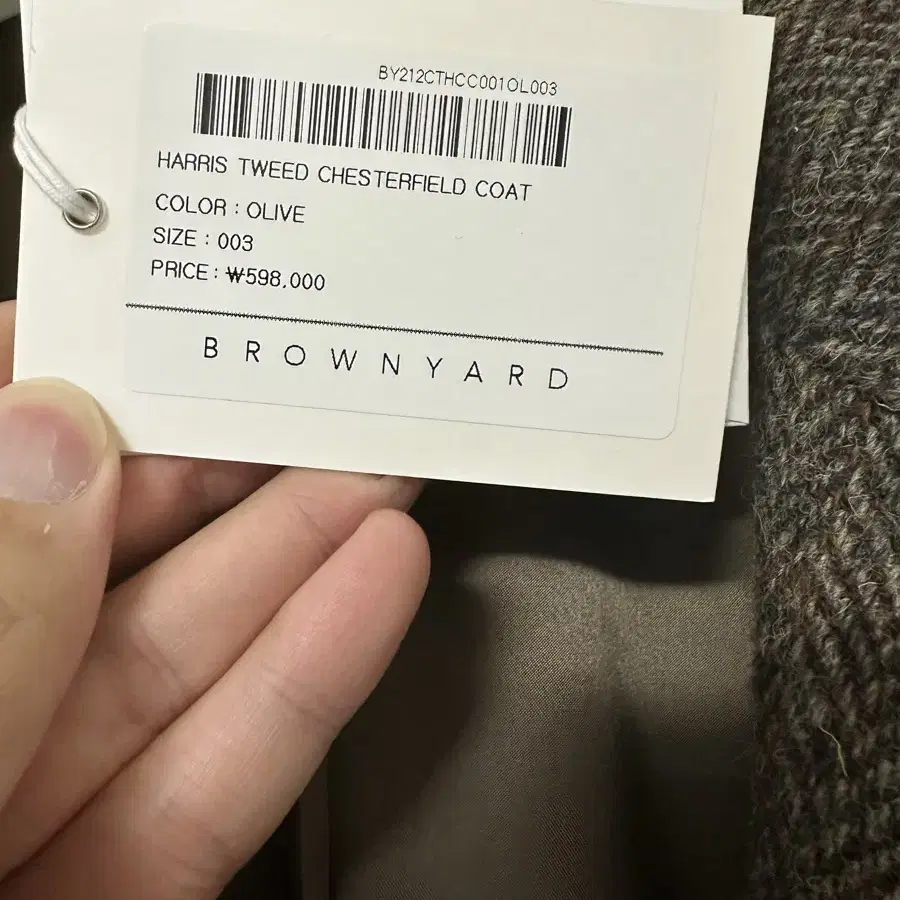 BY212CTHCC001OL003
HARRIS TWEED CHESTERFIELD COAT
COLOR : OLIVE
SIZE : 003
PRICE : ₩598,000
BROWNYARD